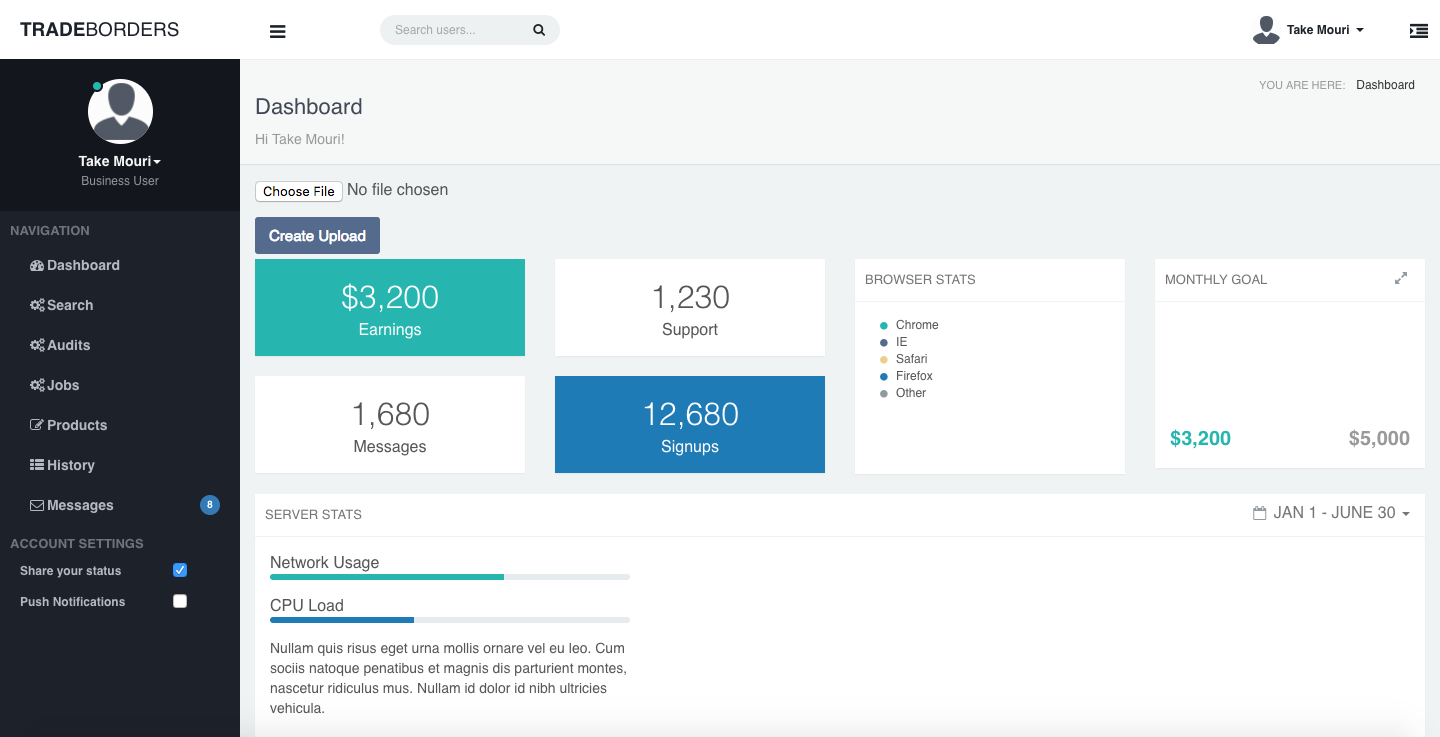 TRADEBORDERS
Search users...
Take Mouri
Take Mouri
Business User
NAVIGATION
Dashboard
Search
Audits
Jobs
Products
History
Messages
8
ACCOUNT SETTINGS
Share your status
Push Notifications
YOU ARE HERE: Dashboard
Dashboard
Hi Take Mouri!
Choose File No file chosen
Create Upload
$3,200
Earnings
1,230
Support
1,680
Messages
12,680
Signups
BROWSER STATS
Chrome
IE
Safari
Firefox
Other
MONTHLY GOAL
$3,200
$5,000
SERVER STATS
JAN 1 - JUNE 30
Network Usage
CPU Load
Nullam quis risus eget urna mollis ornare vel eu leo. Cum
sociis natoque penatibus et magnis dis parturient montes,
nascetur ridiculus mus. Nullam id dolor id nibh ultricies
vehicula.